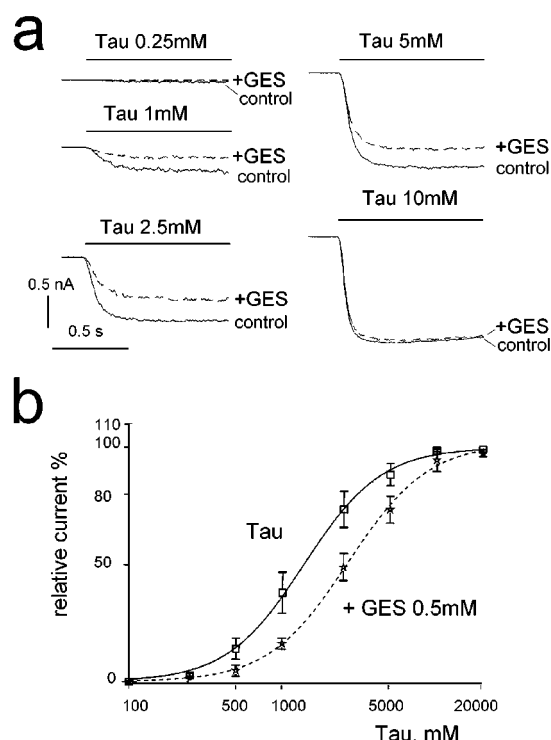 a
Tau 0.25mM
+GES
control
Tau 1mM
+GES
control
Tau 2.5mM
+GES
control
0.5 nA
0.5 s
Tau 5mM
+GES
control
Tau 10mM
+GES
control
b
relative current %
110
100
80
50
0
Tau
+ GES 0.5mM
100 500 1000 5000 20000
Tau, mM